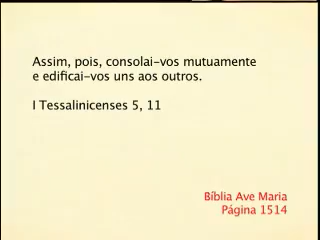 Assim, pois, consolai-vos mutuamente
e edificai-vos uns aos outros.
I Tessalinicenses 5, 11
Bíblia Ave Maria
Página 1514